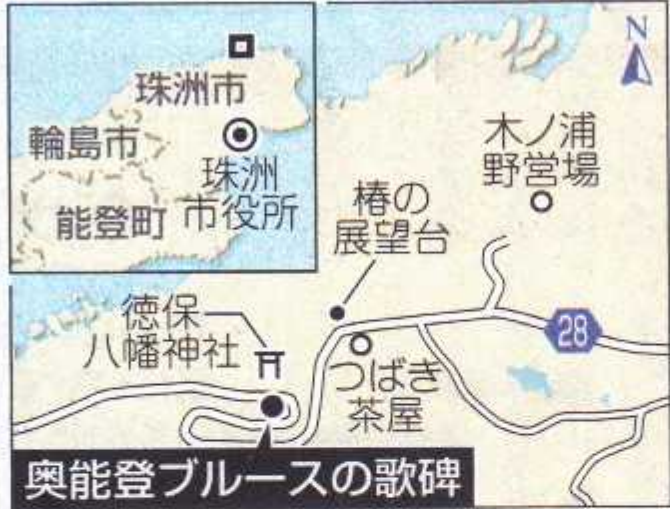 珠洲市
輪島市
珠洲
市役所
能登町
N
木ノ浦
野営場
椿の
展望台
徳保
八幡神社
28
つばき
茶屋
奥能登ブルースの歌碑